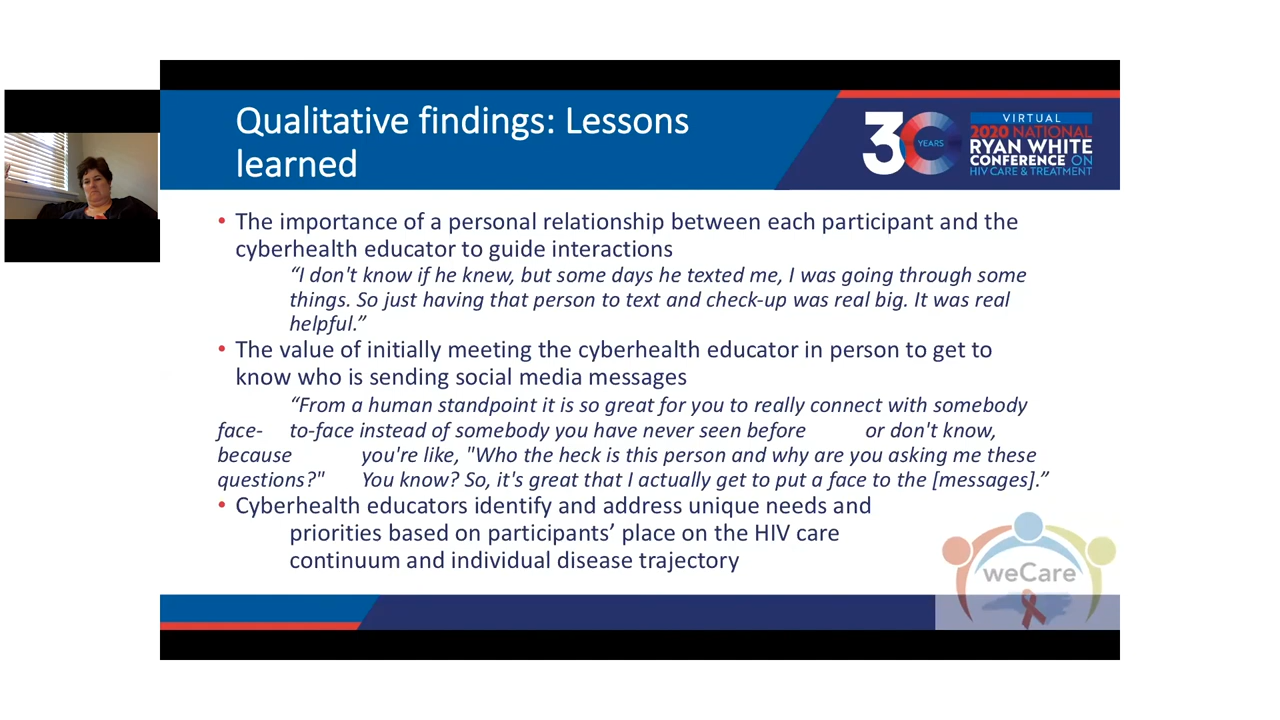 Qualitative findings: Lessons
learned
30
YEARS
VIRTUAL
2020 NATIONAL
RYAN WHITE
CONFERENCE ON
HIV CARE & TREATMENT
• The importance of a personal relationship between each participant and the
cyberhealth educator to guide interactions
“I don't know if he knew, but some days he texted me, I was going through some
things. So just having that person to text and check-up was real big. It was real
helpful.”
• The value of initially meeting the cyberhealth educator in person to get to
know who is sending social media messages
“From a human standpoint it is so great for you to really connect with somebody
face- to-face instead of somebody you have never seen before or don't know,
because you're like, "Who the heck is this person and why are you asking me these
questions?" You know? So, it's great that I actually get to put a face to the [messages].”
• Cyberhealth educators identify and address unique needs and
priorities based on participants’ place on the HIV care
continuum and individual disease trajectory
weCare